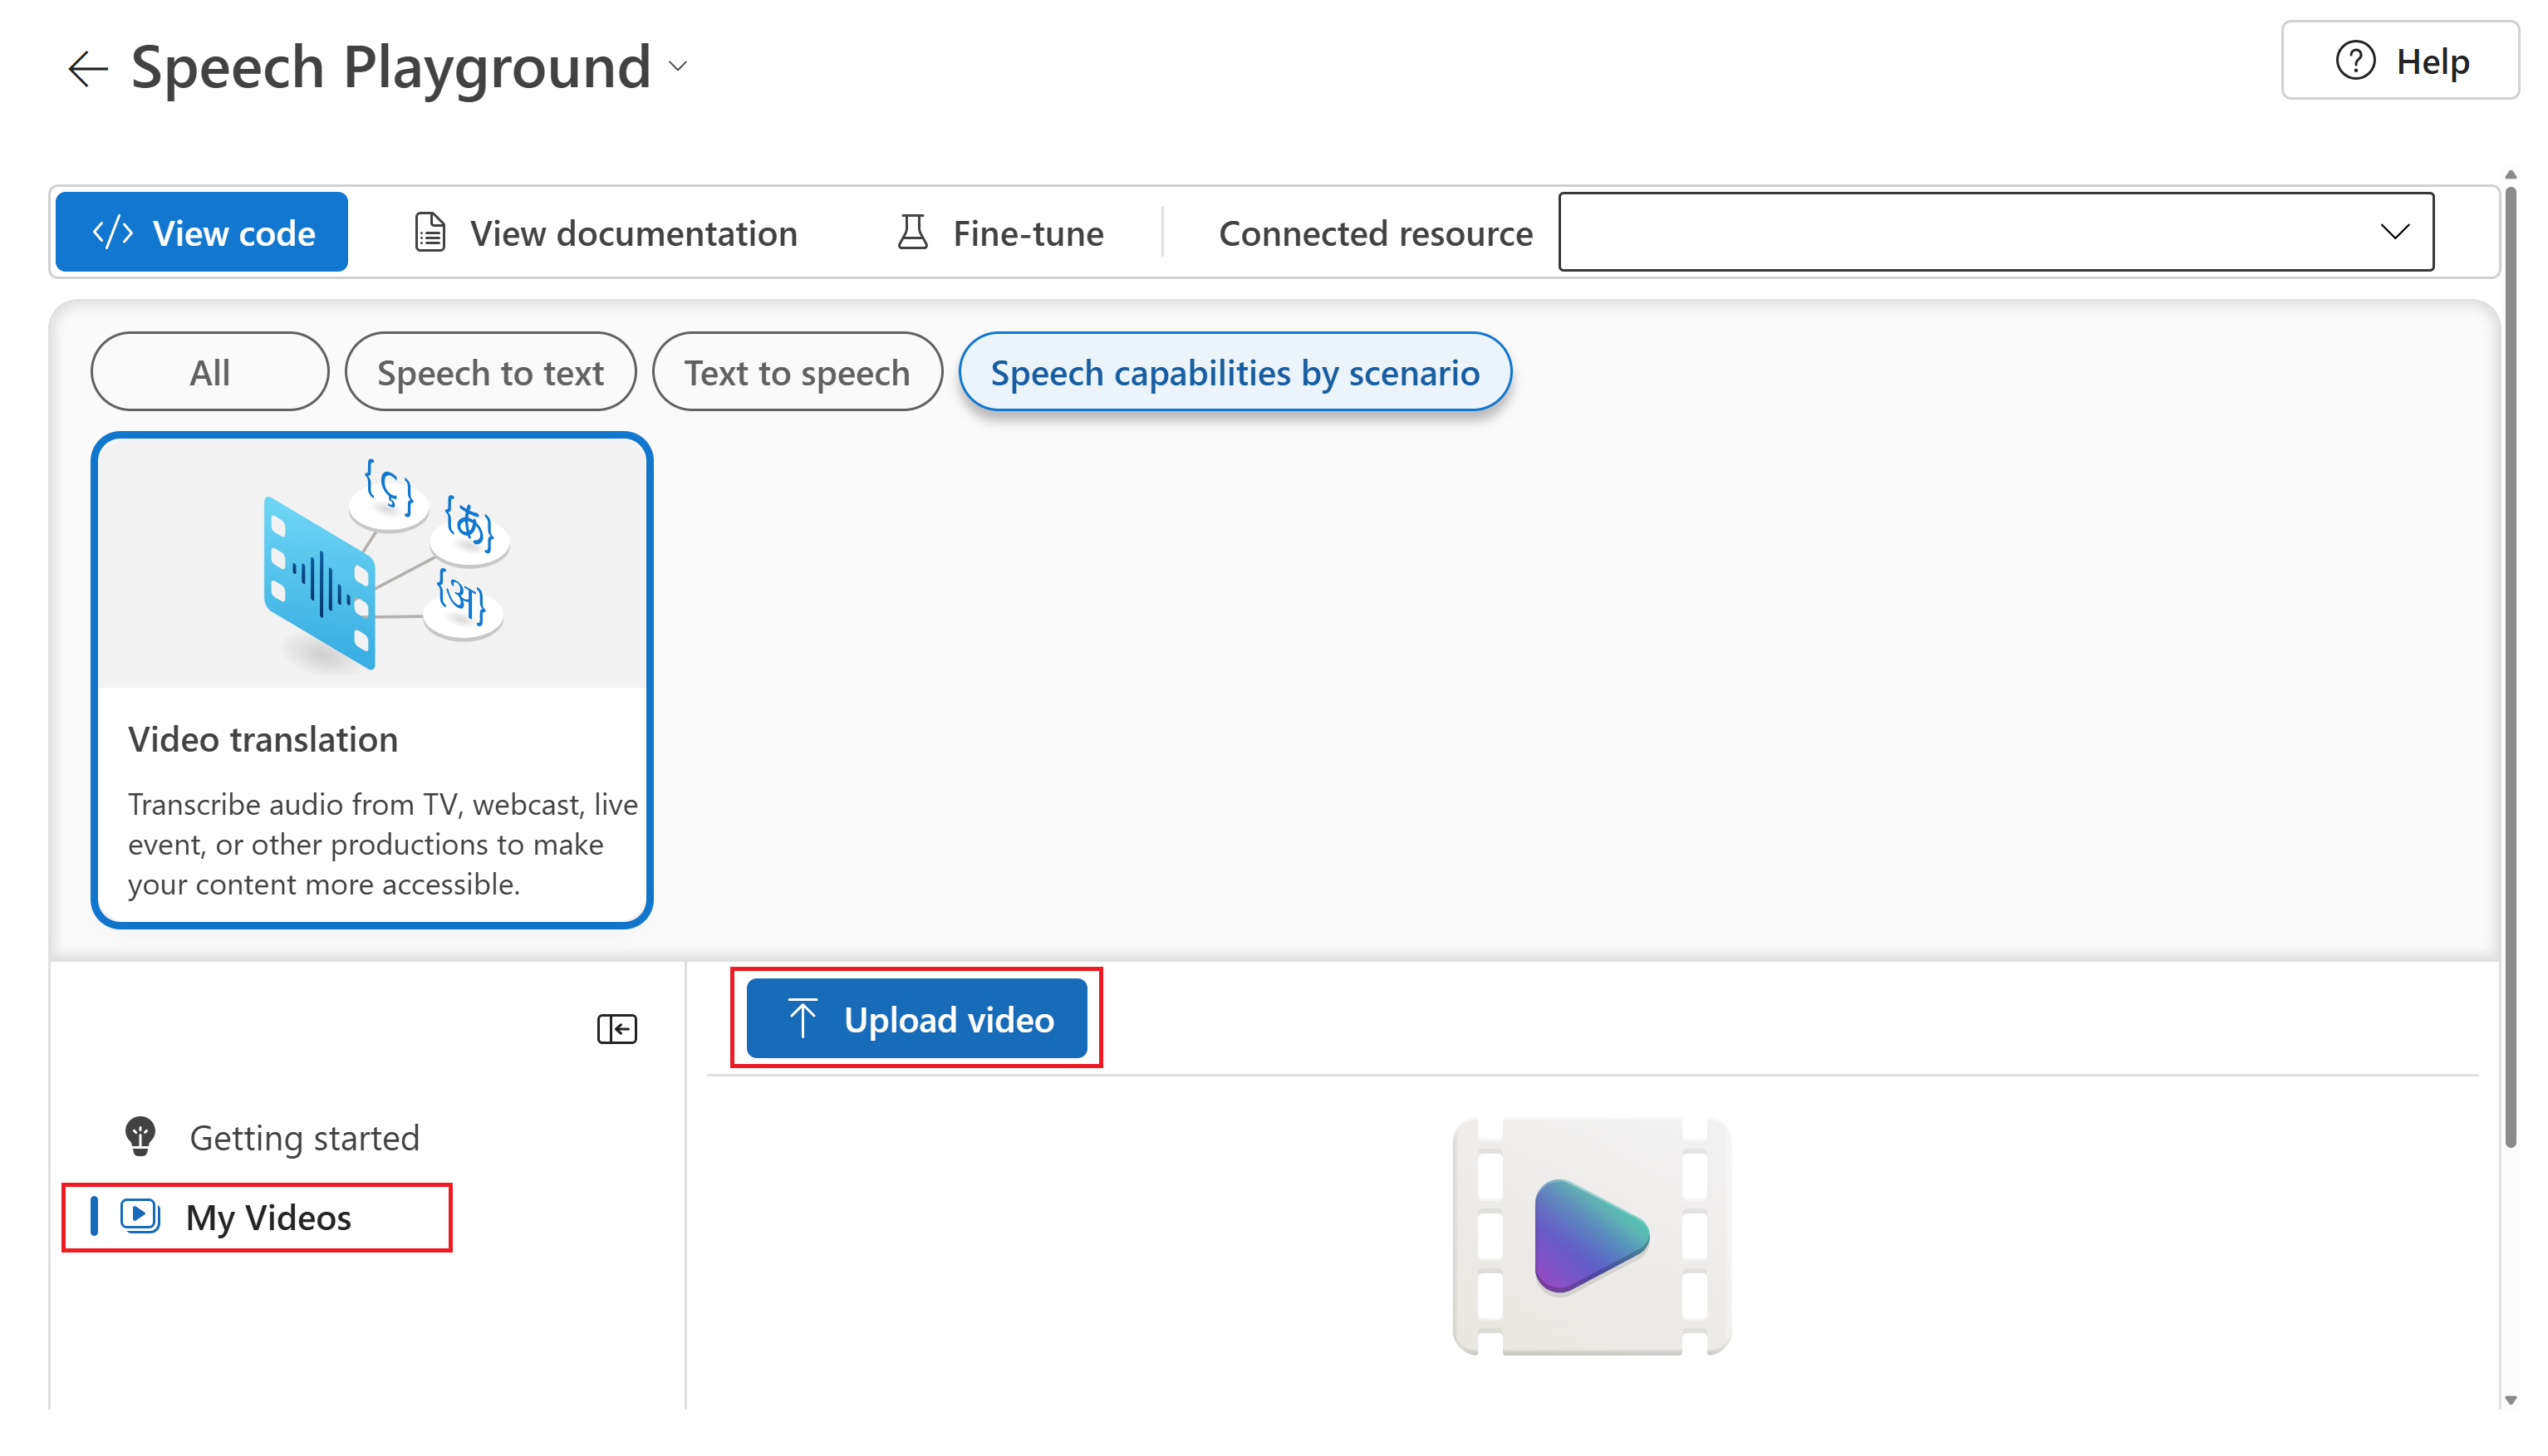 Speech Playground
Help
View code
View documentation
Fine-tune
Connected resource
All
Speech to text
Text to speech
Speech capabilities by scenario
{ç}
{あ}
{अ}
Video translation
Transcribe audio from TV, webcast, live
event, or other productions to make
your content more accessible.
Upload video
Getting started
My Videos